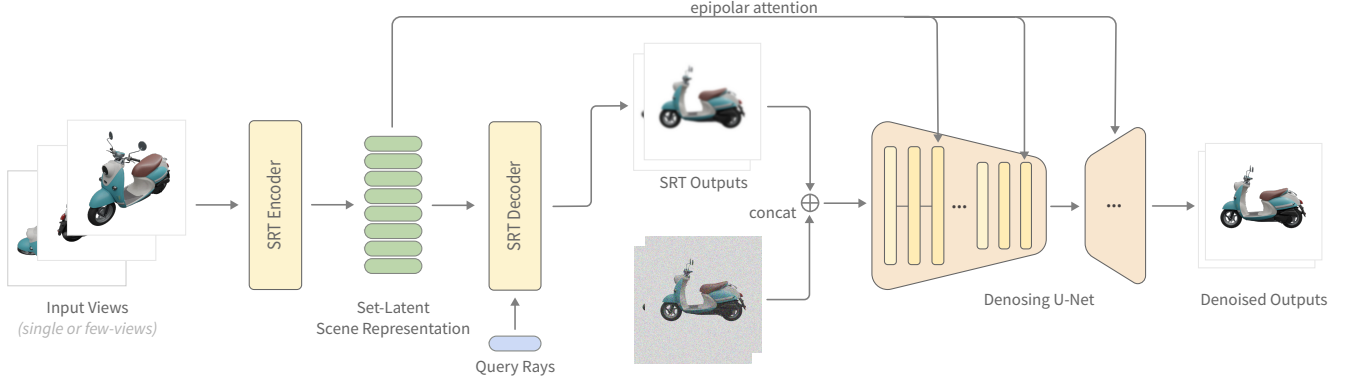 epipolar attention
Input Views
(single or few-views)
SRT Encoder
Set-Latent
Scene Representation
SRT Decoder
Query Rays
SRT Outputs
concat
...
Denosing U-Net
...
Denoised Outputs